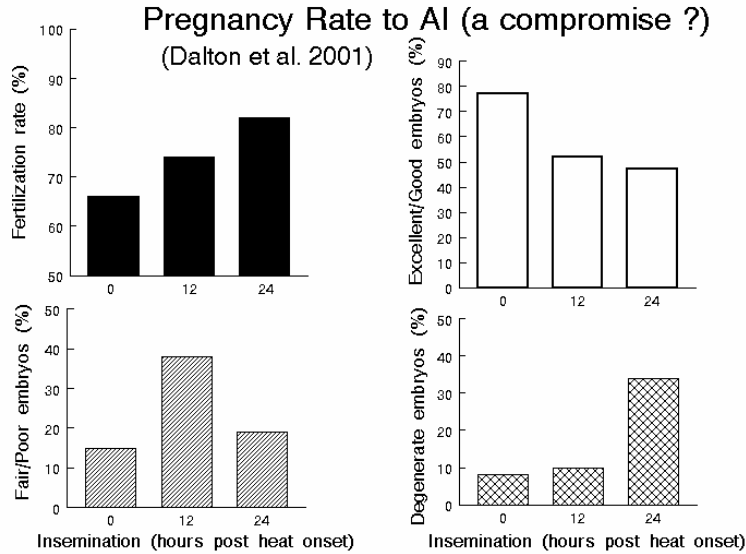 Pregnancy Rate to AI (a compromise ?)
(Dalton et al. 2001)
Fertilization rate (%)
100
90
80
70
60
50
0 12 24
Excellent/Good embryos (%)
90
80
70
60
50
40
30
20
10
0
0 12 24
Fair/Poor embryos (%)
50
40
30
20
10
0
0 12 24
Insemination (hours post heat onset)
Degenerate embryos (%)
50
40
30
20
10
0
0 12 24
Insemination (hours post heat onset)